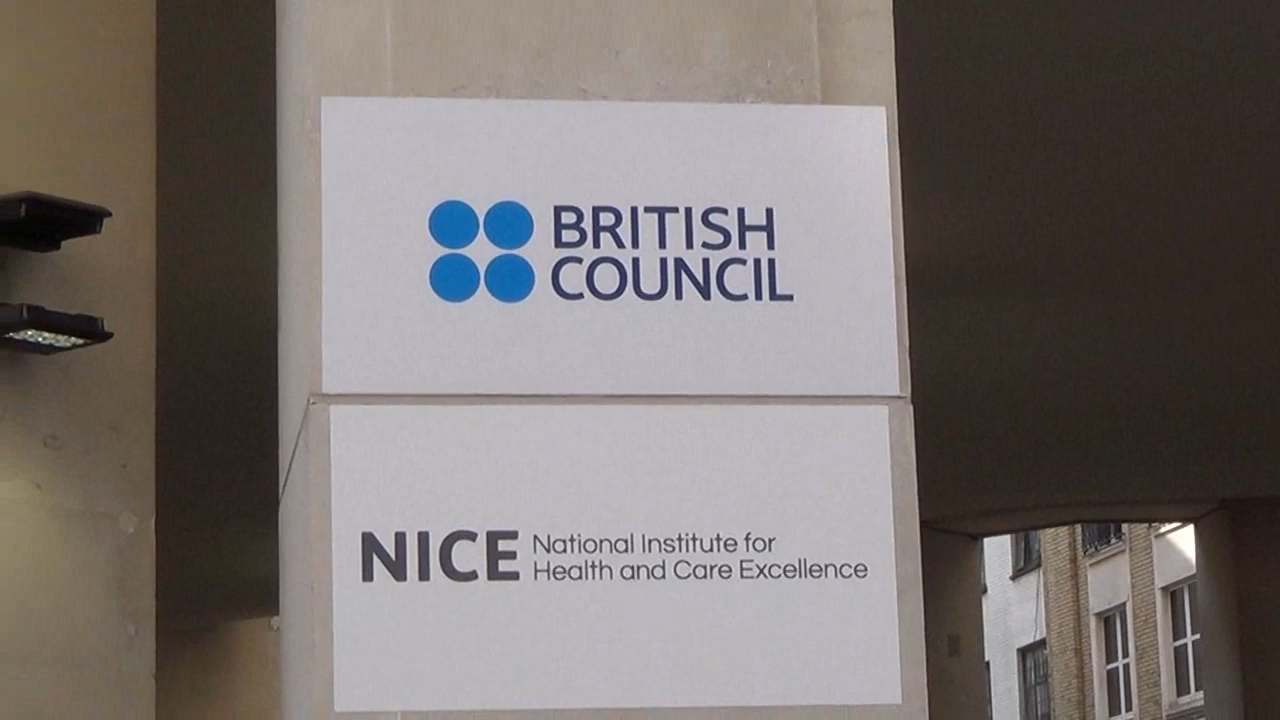 BRITISH
COUNCIL
NICE National Institute for
Health and Care Excellence